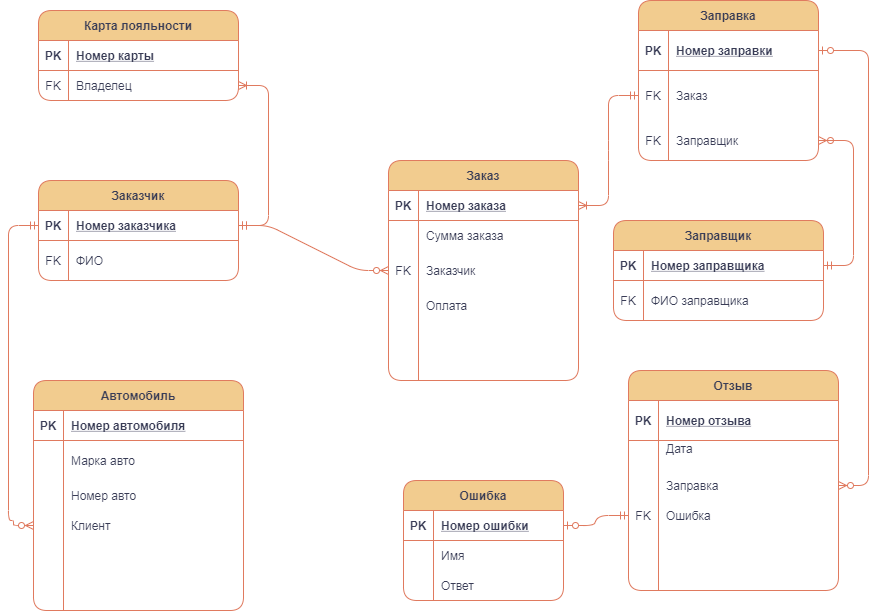 Карта лояльности
PK Номер карты
FK Владелец
Заказчик
PK Номер заказчика
FK ФИО
Автомобиль
PK Номер автомобиля
Марка авто
Номер авто
Клиент
Заказ
PK Номер заказа
Сумма заказа
FK Заказчик
Оплата
Ошибка
PK Номер ошибки
Имя
Ответ
Заправка
PK Номер заправки
FK Заказ
FK Заправщик
Заправщик
PK Номер заправщика
FK ФИО заправщика
Отзыв
PK Номер отзыва
Дата
Заправка
FK Ошибка